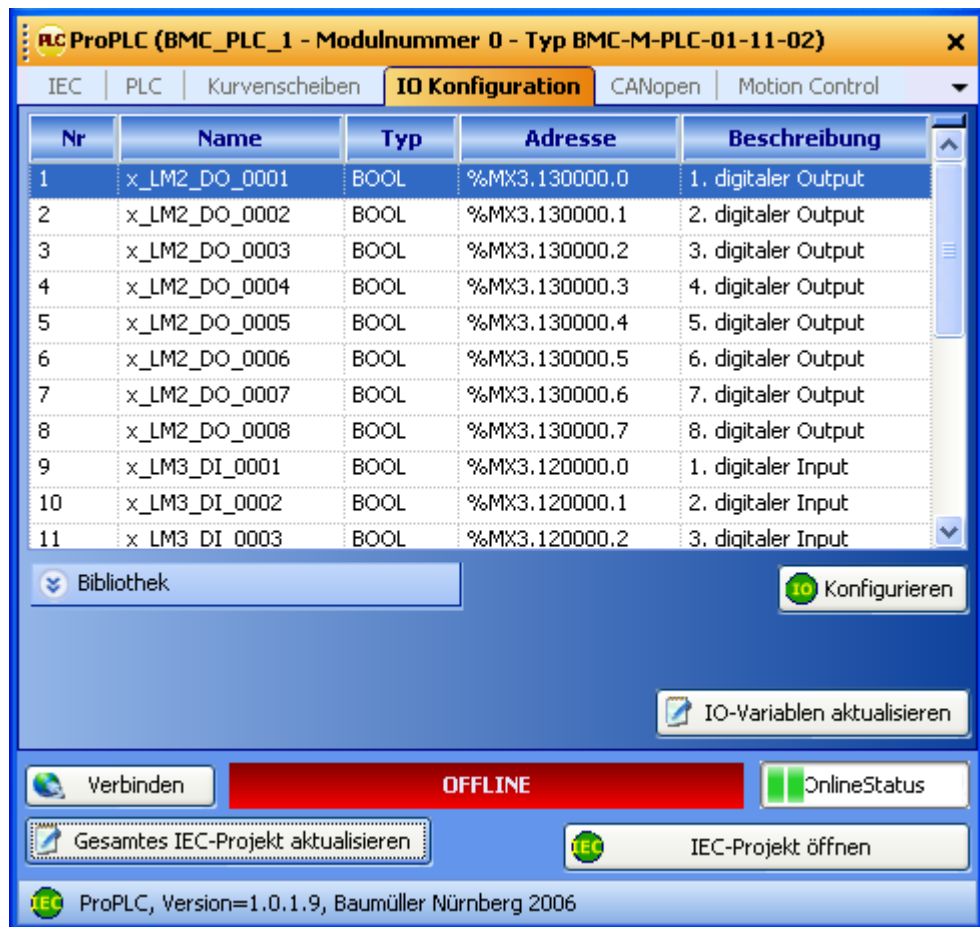 PLC ProPLC (BMC_PLC_1 - Modulnummer 0 - Typ BMC-M-PLC-01-11-02)
IEC PLC Kurvenscheiben IO Konfiguration CANopen Motion Control
Nr Name Typ Adresse Beschreibung
1 x_LM2_DO_0001 BOOL %MX3.130000.0 1. digitaler Output
2 x_LM2_DO_0002 BOOL %MX3.130000.1 2. digitaler Output
3 x_LM2_DO_0003 BOOL %MX3.130000.2 3. digitaler Output
4 x_LM2_DO_0004 BOOL %MX3.130000.3 4. digitaler Output
5 x_LM2_DO_0005 BOOL %MX3.130000.4 5. digitaler Output
6 x_LM2_DO_0006 BOOL %MX3.130000.5 6. digitaler Output
7 x_LM2_DO_0007 BOOL %MX3.130000.6 7. digitaler Output
8 x_LM2_DO_0008 BOOL %MX3.130000.7 8. digitaler Output
9 x_LM3_DI_0001 BOOL %MX3.120000.0 1. digitaler Input
10 x_LM3_DI_0002 BOOL %MX3.120000.1 2. digitaler Input
11 x_LM3_DI_0003 BOOL %MX3.120000.2 3. digitaler Input
Bibliothek
IO Konfigurieren
IO-Variablen aktualisieren
Verbinden OFFLINE OnlineStatus
Gesamtes IEC-Projekt aktualisieren IEC IEC-Projekt öffnen
IEC ProPLC, Version=1.0.1.9, Baumüller Nürnberg 2006